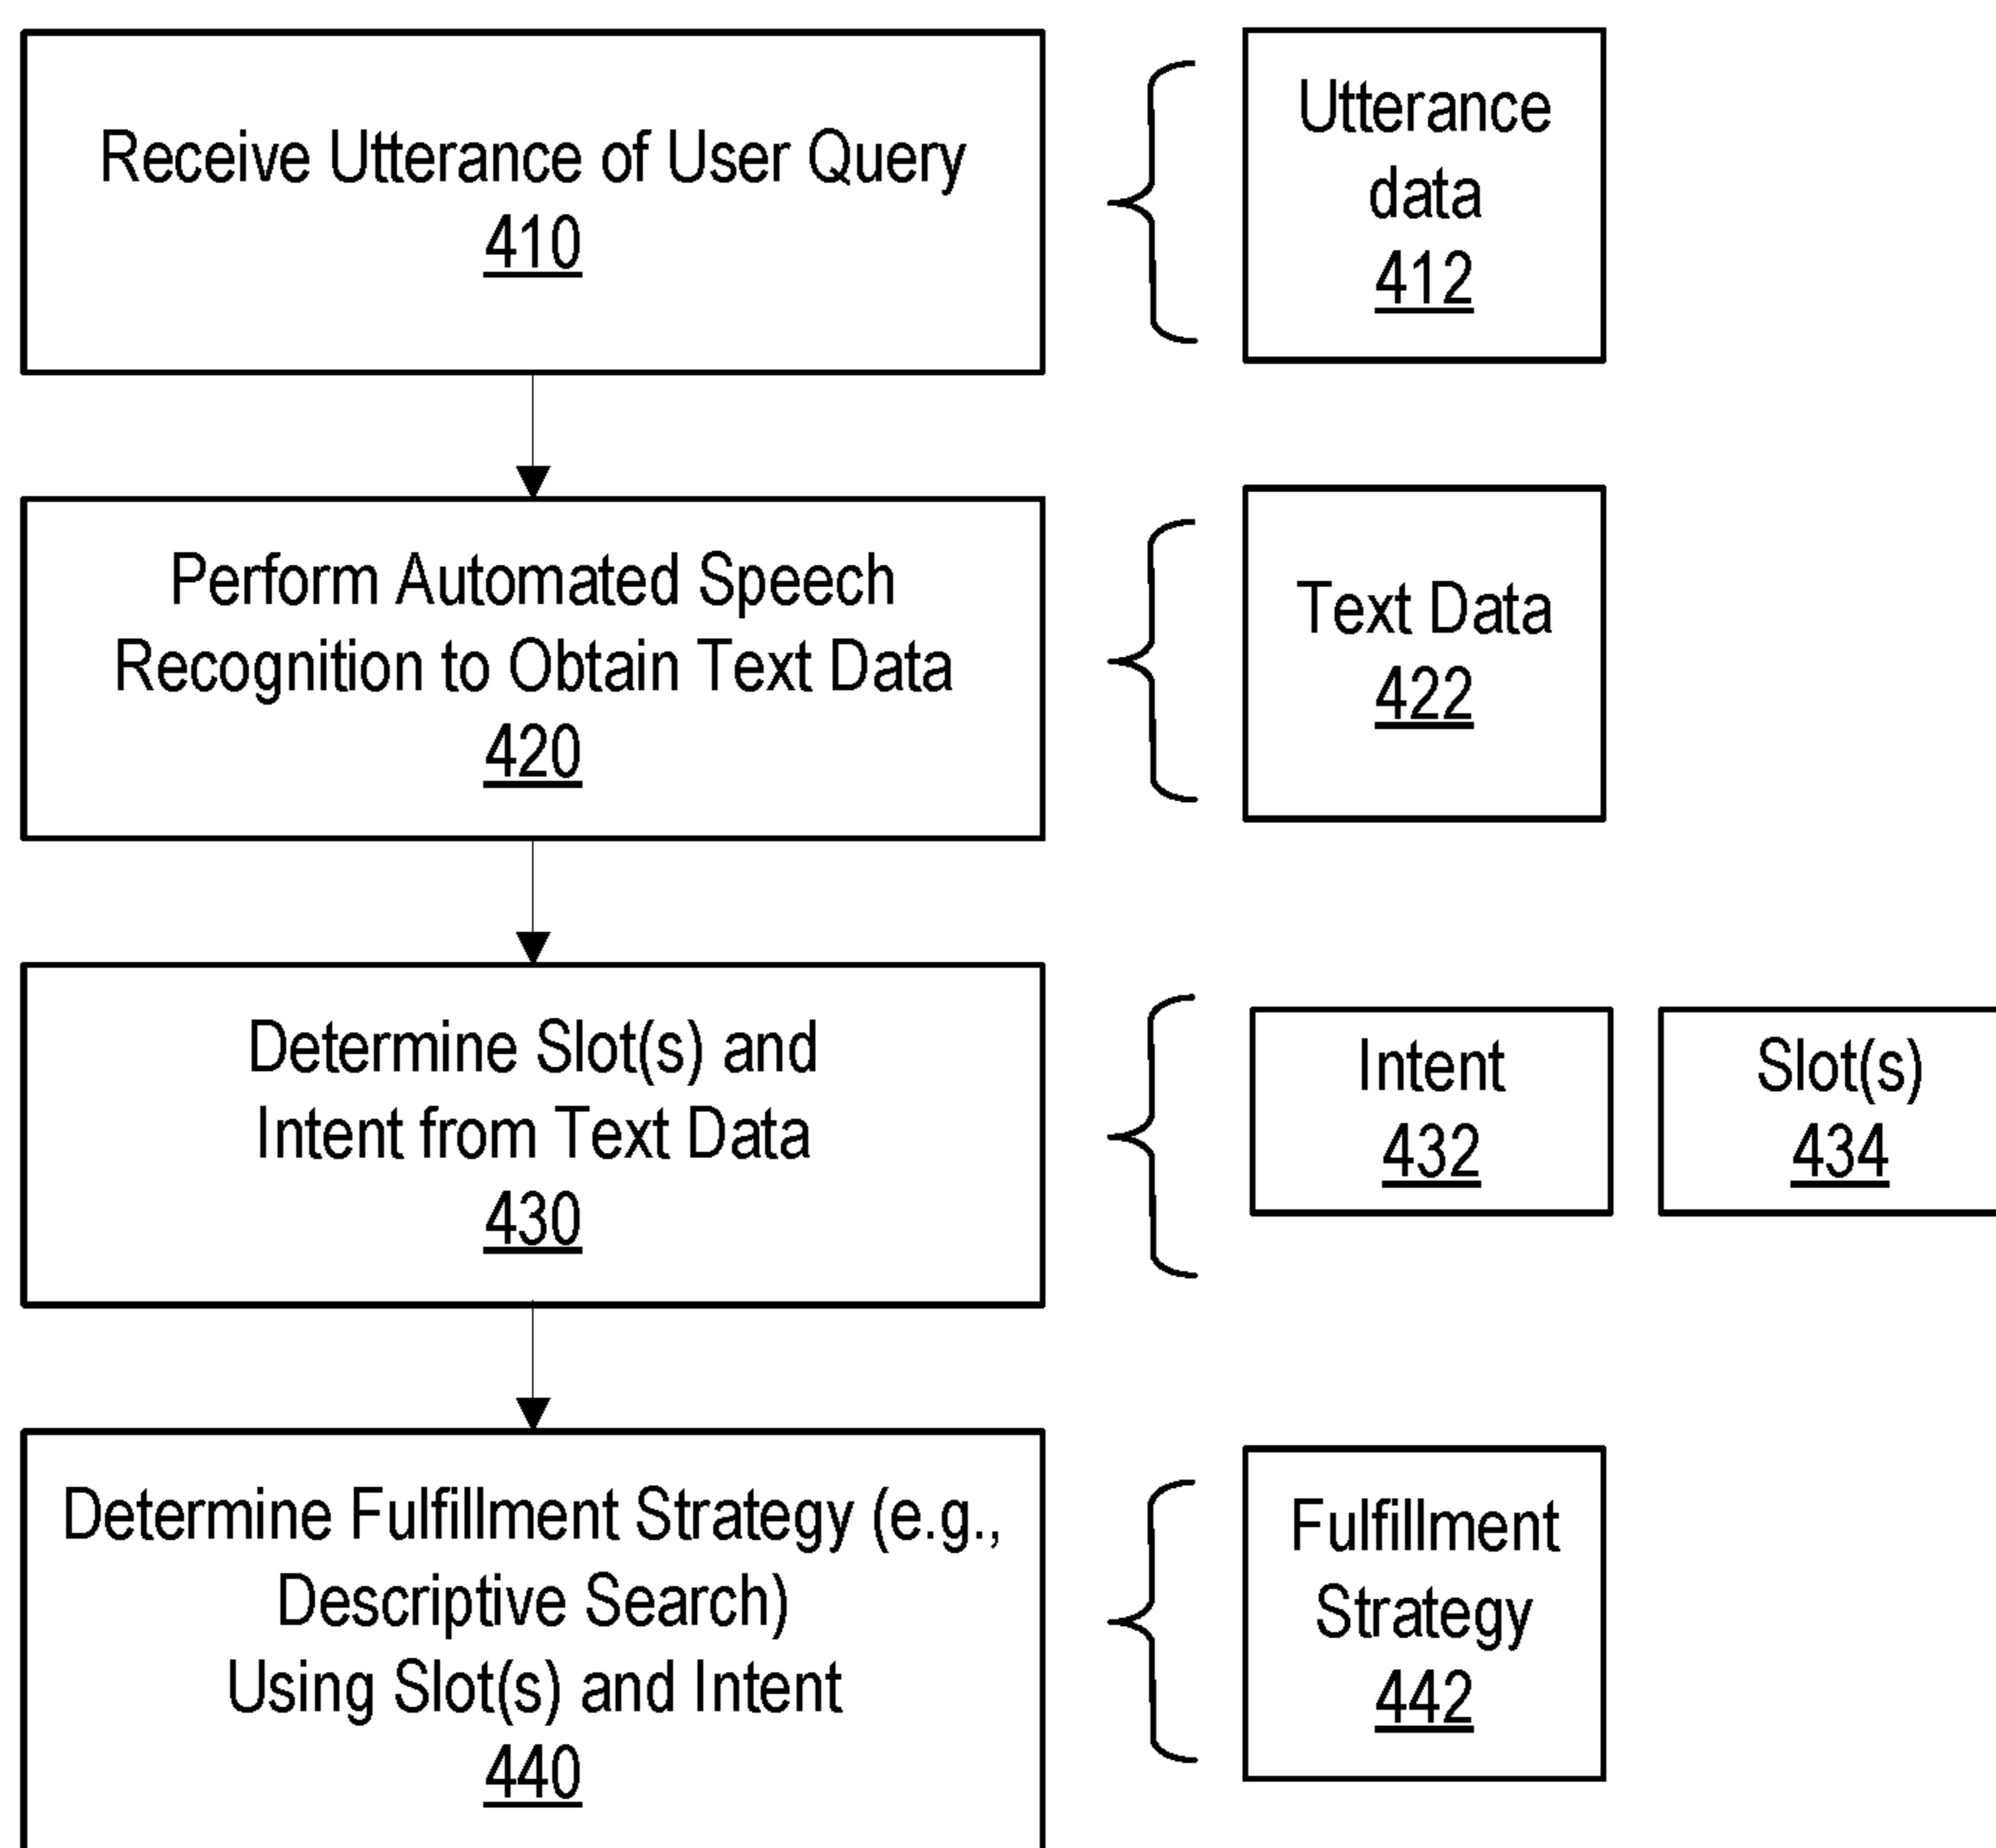 Receive Utterance of User Query
410
Utterance
data
412
Perform Automated Speech
Recognition to Obtain Text Data
420
Text Data
422
Determine Slot(s) and
Intent from Text Data
430
Intent
432
Slot(s)
434
Determine Fulfillment Strategy (e.g.,
Descriptive Search)
Using Slot(s) and Intent
440
Fulfillment
Strategy
442